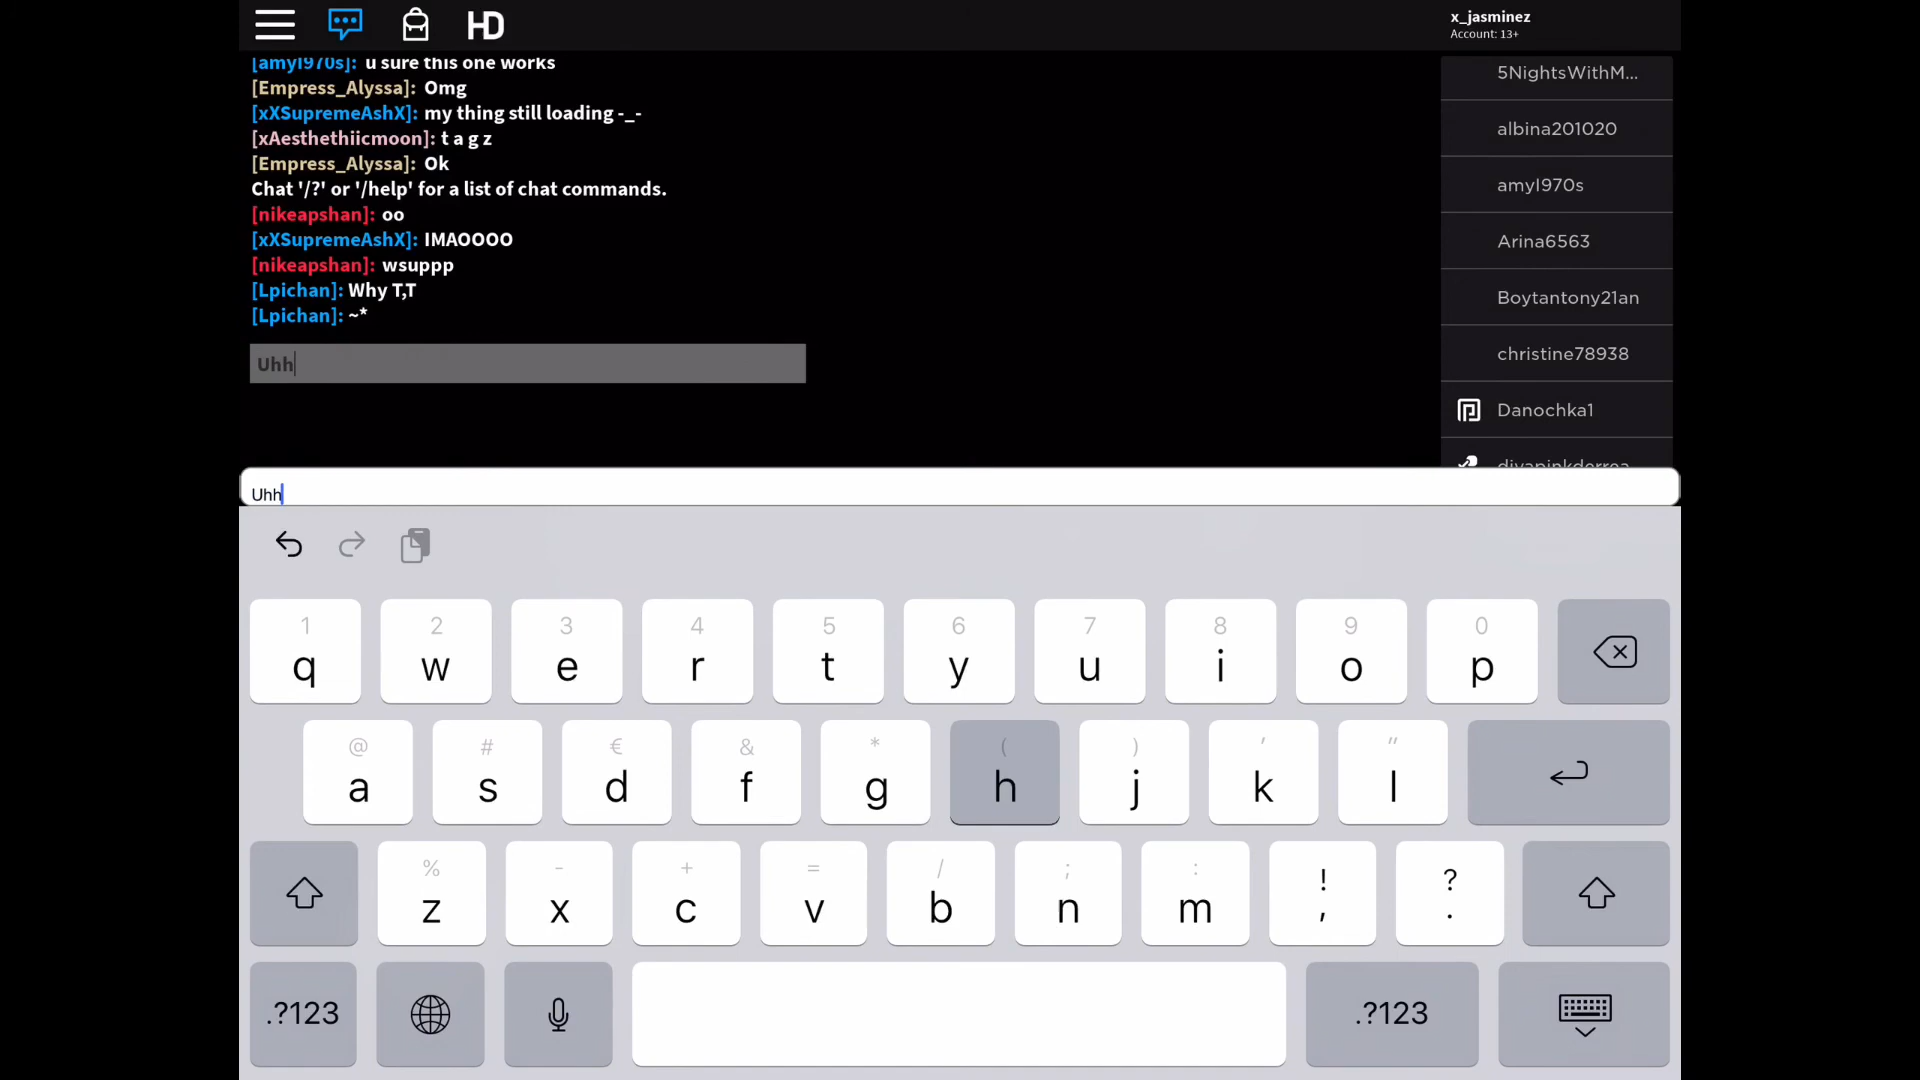 HD
x_jasminez
Account: 13+
[amyI970s]: u sure this one works
[Empress_Alyssa]: Omg
[xXSupremeAshX]: my thing still loading -_-
[xAesthethiicmoon]: t a g z
[Empress_Alyssa]: Ok
Chat '/?' or '/help' for a list of chat commands.
[nikeapshan]: oo
[xXSupremeAshX]: IMAOOOO
[nikeapshan]: wsuppp
[Lpichan]: Why T,T
[Lpichan]: ~*
Uhh
5NightsWithM...
albina201020
amyI970s
Arina6563
Boytantony21an
christine78938
Danochka1
Uhh
1 2 3 4 5 6 7 8 9 0
q w e r t y u i o p
@ # € & * ( ) ' "
a s d f g h j k l
% - + = / ; : ! ?
z x c v b n m , .
.?123 .?123